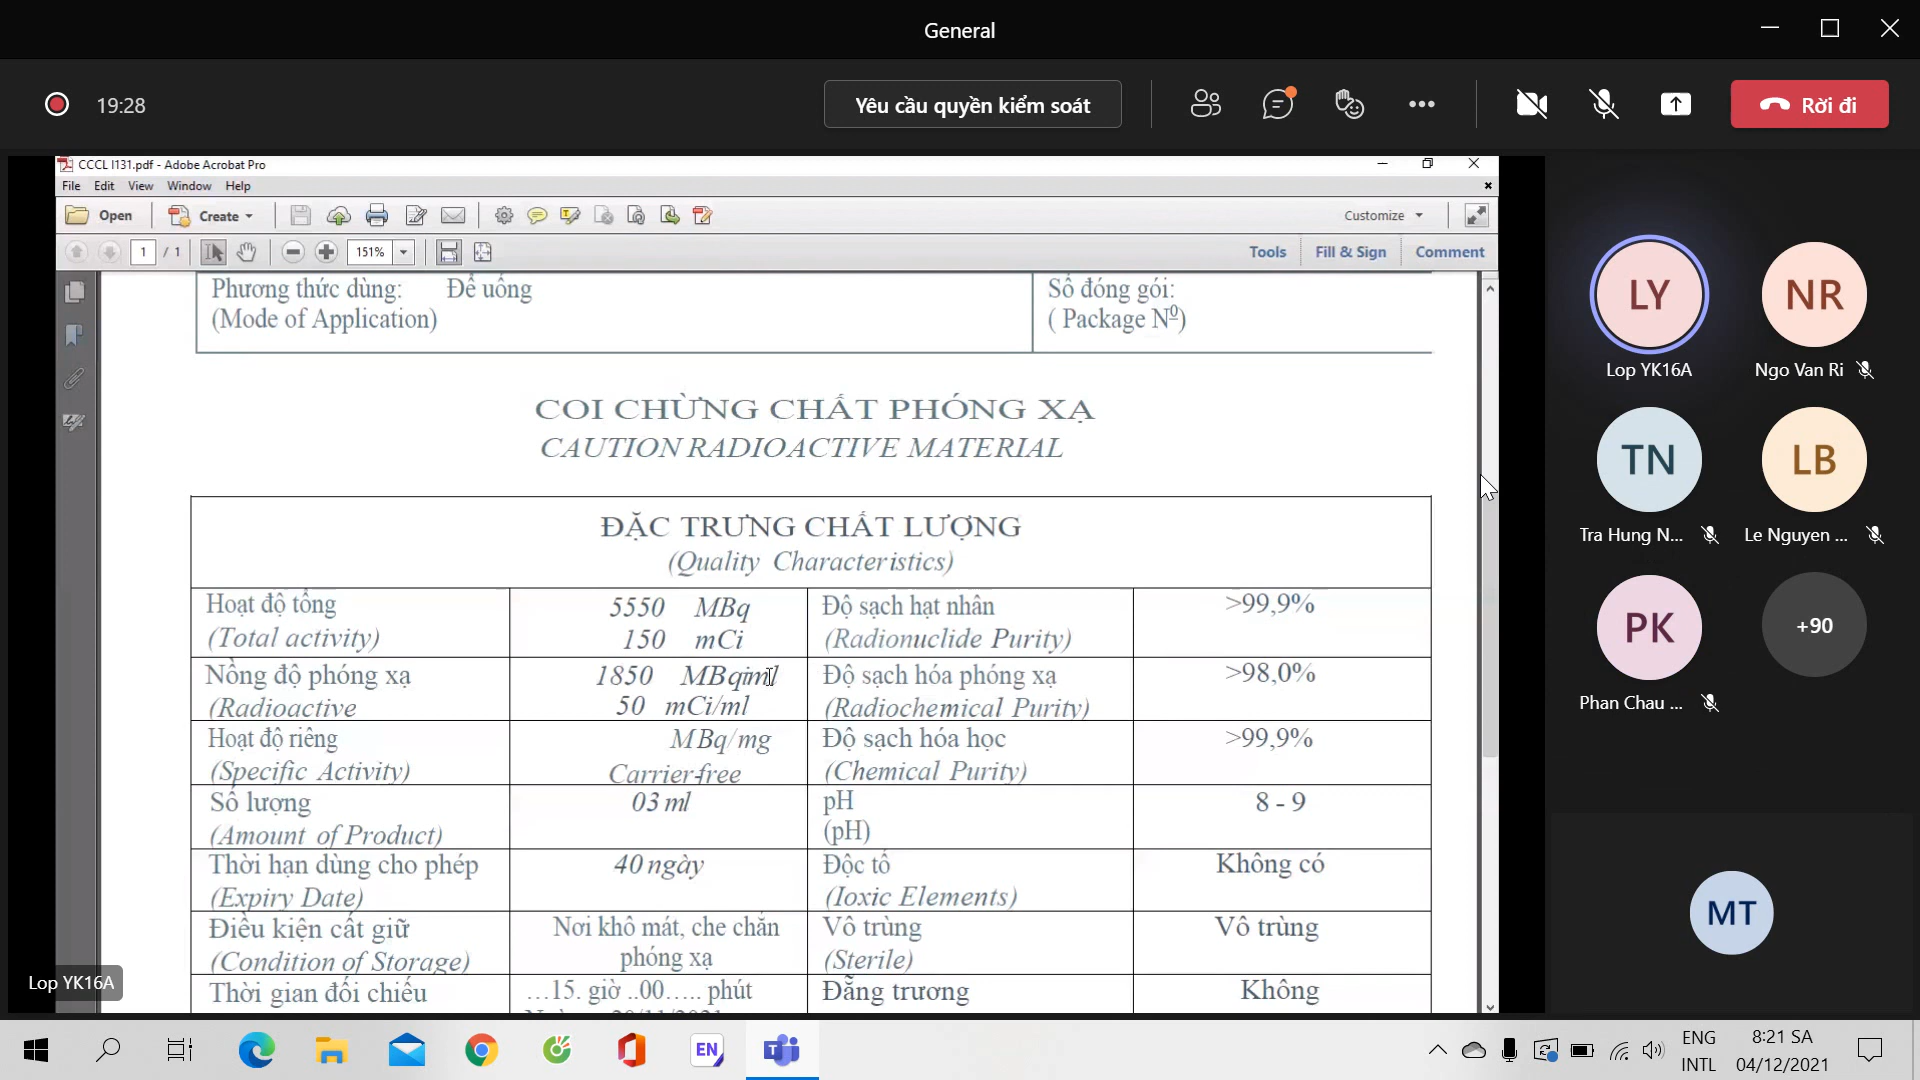 General
19:28
Yêu cầu quyền kiểm soát
Rời đi
CCCL I131.pdf - Adobe Acrobat Pro
File Edit View Window Help
Open Create Customize
1 / 1 151% Tools Fill & Sign Comment
Phương thức dùng: Để uống
(Mode of Application)
Số đóng gói:
( Package N⁰)
COI CHỪNG CHẤT PHÓNG XẠ
CAUTION RADIOACTIVE MATERIAL
ĐẶC TRƯNG CHẤT LƯỢNG
(Quality Characteristics)
Hoạt độ tổng
(Total activity)
5550 MBq
150 mCi
Độ sạch hạt nhân
(Radionuclide Purity)
>99,9%
Nồng độ phóng xạ
(Radioactive
1850 MBq/ml
50 mCi/ml
Độ sạch hóa phóng xạ
(Radiochemical Purity)
>98,0%
Hoạt độ riêng
(Specific Activity)
MBq/mg
Carrier-free
Độ sạch hóa học
(Chemical Purity)
>99,9%
Số lượng
(Amount of Product)
03 ml
pH
(pH)
8 - 9
Thời hạn dùng cho phép
(Expiry Date)
40 ngày
Độc tố
(Ioxic Elements)
Không có
Điều kiện cất giữ
(Condition of Storage)
Nơi khô mát, che chắn
phóng xạ
Vô trùng
(Sterile)
Vô trùng
Thời gian đối chiếu
...15. giờ ..00..... phút
Đẳng trương
Không
Lop YK16A
LY
Lop YK16A
NR
Ngo Van Ri
TN
Tra Hung N...
LB
Le Nguyen ...
PK
Phan Chau ...
+90
MT
EN
ENG
INTL
8:21 SA
04/12/2021